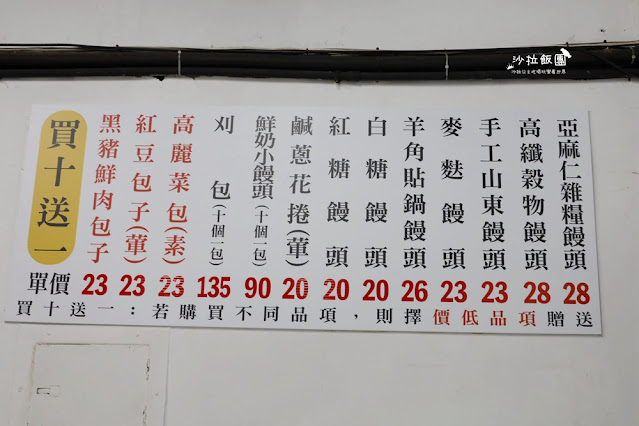 沙拉飯團
買十送一
黑豬鮮肉包子 23
紅豆包子(葷) 23
高麗菜包(素) 23
刈包(十個一包) 135
鮮奶小饅頭(十個一包) 90
鹹蔥花捲(葷) 20
紅糖饅頭 20
白糖饅頭 20
羊角貼鍋饅頭 26
麥麩饅頭 23
手工山東饅頭 23
高纖穀物饅頭 28
亞麻仁雜糧饅頭 28
單價
買十送一:若購買不同品項,則擇價低品項贈送